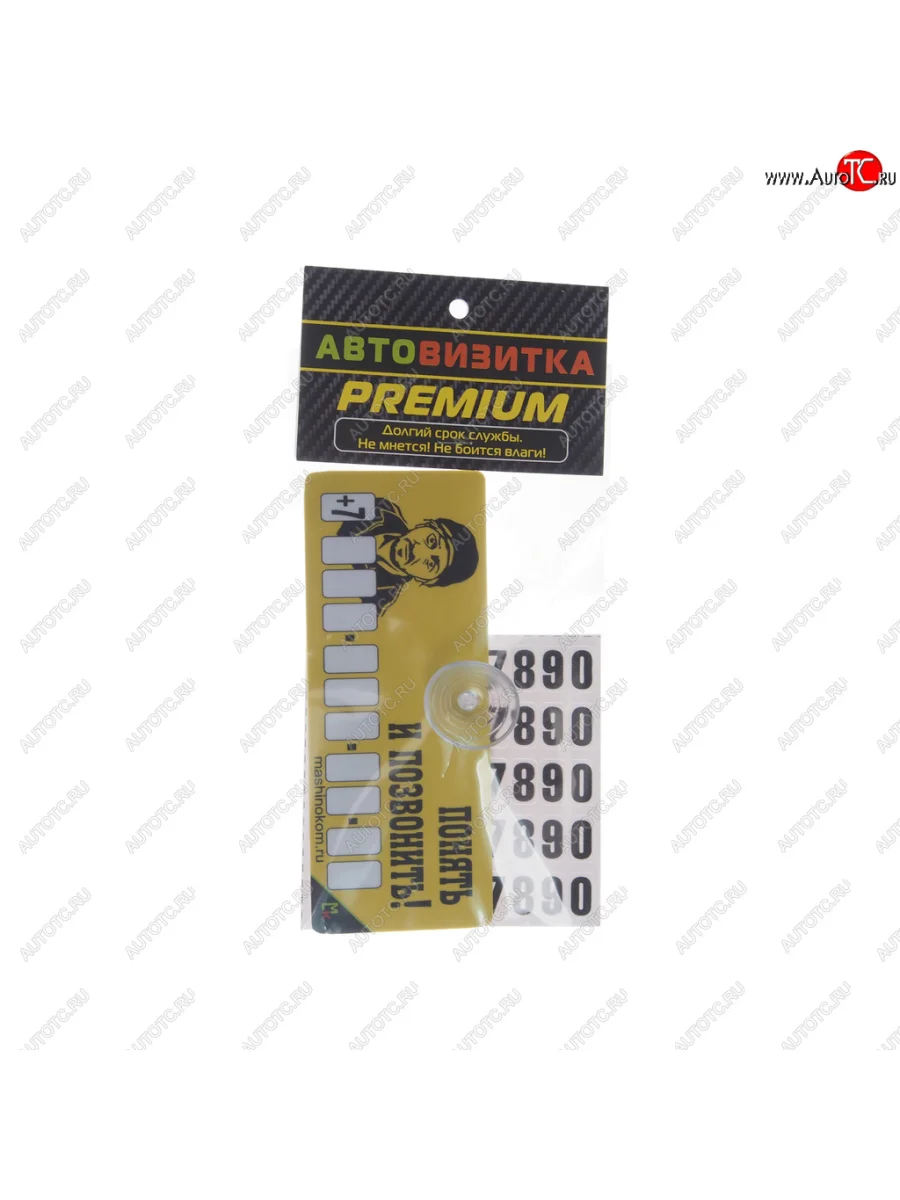 www.AutoTC.ru
АВТОВИЗИТКА
PREMIUM
Долгий срок службы.
Не мнется! Не боится влаги!
+7
ПОНЯТЬ
И ПОЗВОНИТЬ!
mashinokom.ru
7890
7890
7890
7890
7890
AUTOTC.RU